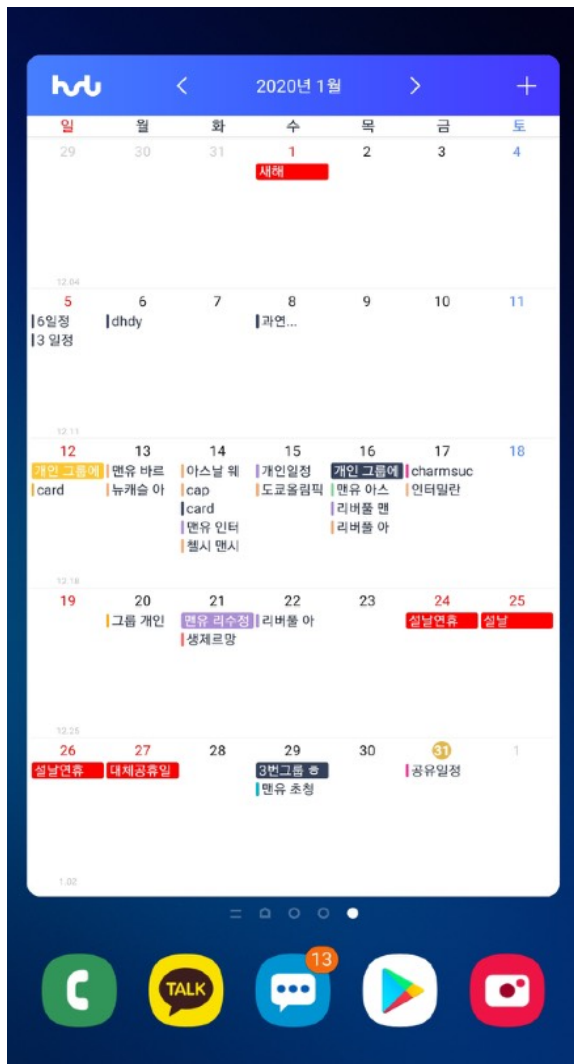 hudu
2020년 1월
일 월 화 수 목 금 토
29 30 31 1 2 3 4
새해
12.04
5 6 7 8 9 10 11
6일정 dhdy 과연...
3 일정
12.11
12 13 14 15 16 17 18
개인 그룹에 맨유 바르 아스날 웨 개인일정 개인 그룹에 charmsuc
card 뉴캐슬 아 cap 도쿄올림픽 맨유 아스 인터밀란
card 리버풀 맨
맨유 인터 리버풀 아
첼시 맨시
12.18
19 20 21 22 23 24 25
그룹 개인 맨유 리수정 리버풀 아 설날연휴 설날
생제르망
12.25
26 27 28 29 30 31 1
설날연휴 대체공휴일 3번그룹 ㅎ 공유일정
맨유 초청
1.02
13
TALK